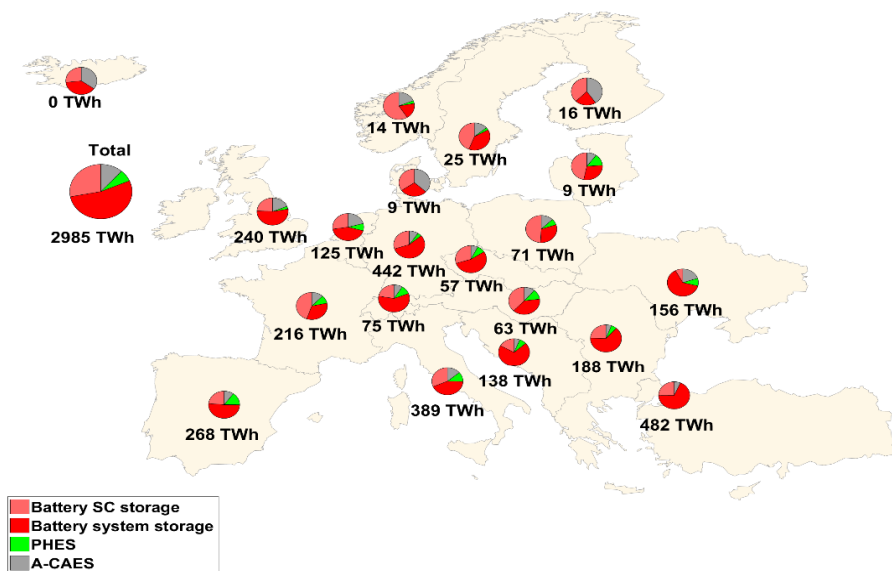 0 TWh
14 TWh
16 TWh
25 TWh
Total
9 TWh
9 TWh
2985 TWh
240 TWh
125 TWh
71 TWh
442 TWh
57 TWh
156 TWh
216 TWh
75 TWh
63 TWh
138 TWh
188 TWh
389 TWh
482 TWh
268 TWh
Battery SC storage
Battery system storage
PHES
A-CAES